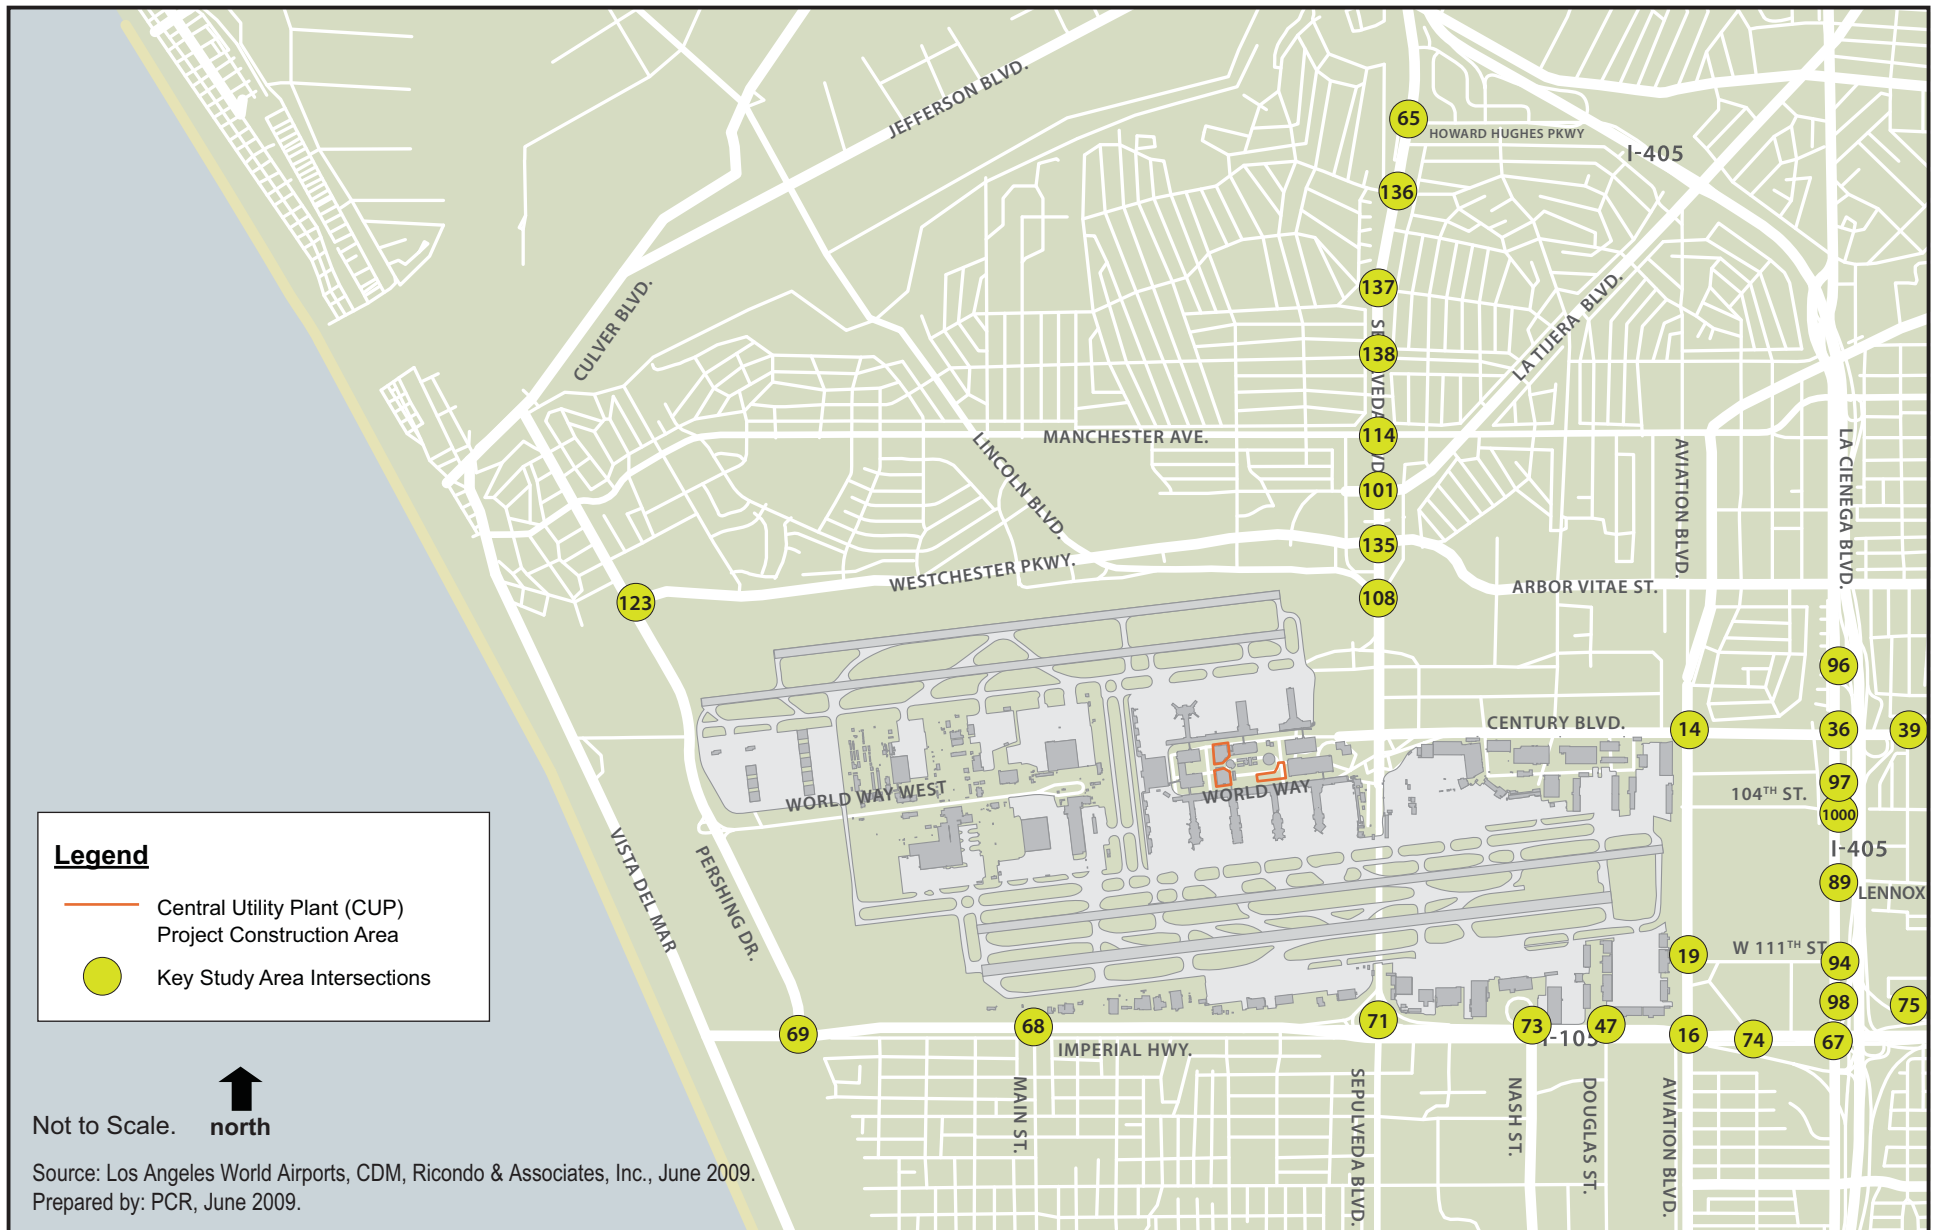 JEFFERSON BLVD.
65
HOWARD HUGHES PKWY
I-405
136
137
CULVER BLVD.
LA TIJERA BLVD.
SEPULVEDA BLVD.
138
114
MANCHESTER AVE.
LINCOLN BLVD.
AVIATION BLVD.
LA CIENEGA BLVD.
101
135
WESTCHESTER PKWY.
ARBOR VITAE ST.
123
108
96
CENTURY BLVD.
14
36
39
WORLD WAY WEST
WORLD WAY
97
104TH ST.
1000
I-405
VISTA DEL MAR
PERSHING DR.
89
LENNOX
19
W 111TH ST
94
98
75
69
68
71
73
47
I-105
16
74
67
IMPERIAL HWY.
MAIN ST.
SEPULVEDA BLVD.
NASH ST.
DOUGLAS ST.
AVIATION BLVD.
Legend
Central Utility Plant (CUP)
Project Construction Area
Key Study Area Intersections
Not to Scale.
north
Source: Los Angeles World Airports, CDM, Ricondo & Associates, Inc., June 2009.
Prepared by: PCR, June 2009.